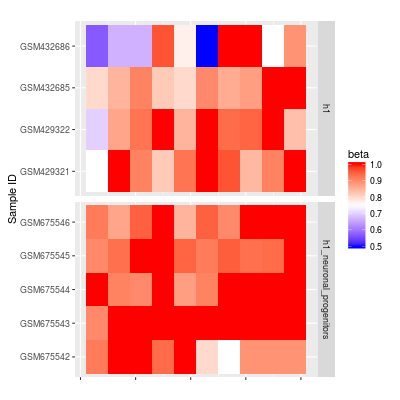 GSM432686
GSM432685
GSM429322
GSM429321
h1
GSM675546
GSM675545
GSM675544
GSM675543
GSM675542
h1_neuronal_progenitors
Sample ID
beta
1.0
0.9
0.8
0.7
0.6
0.5